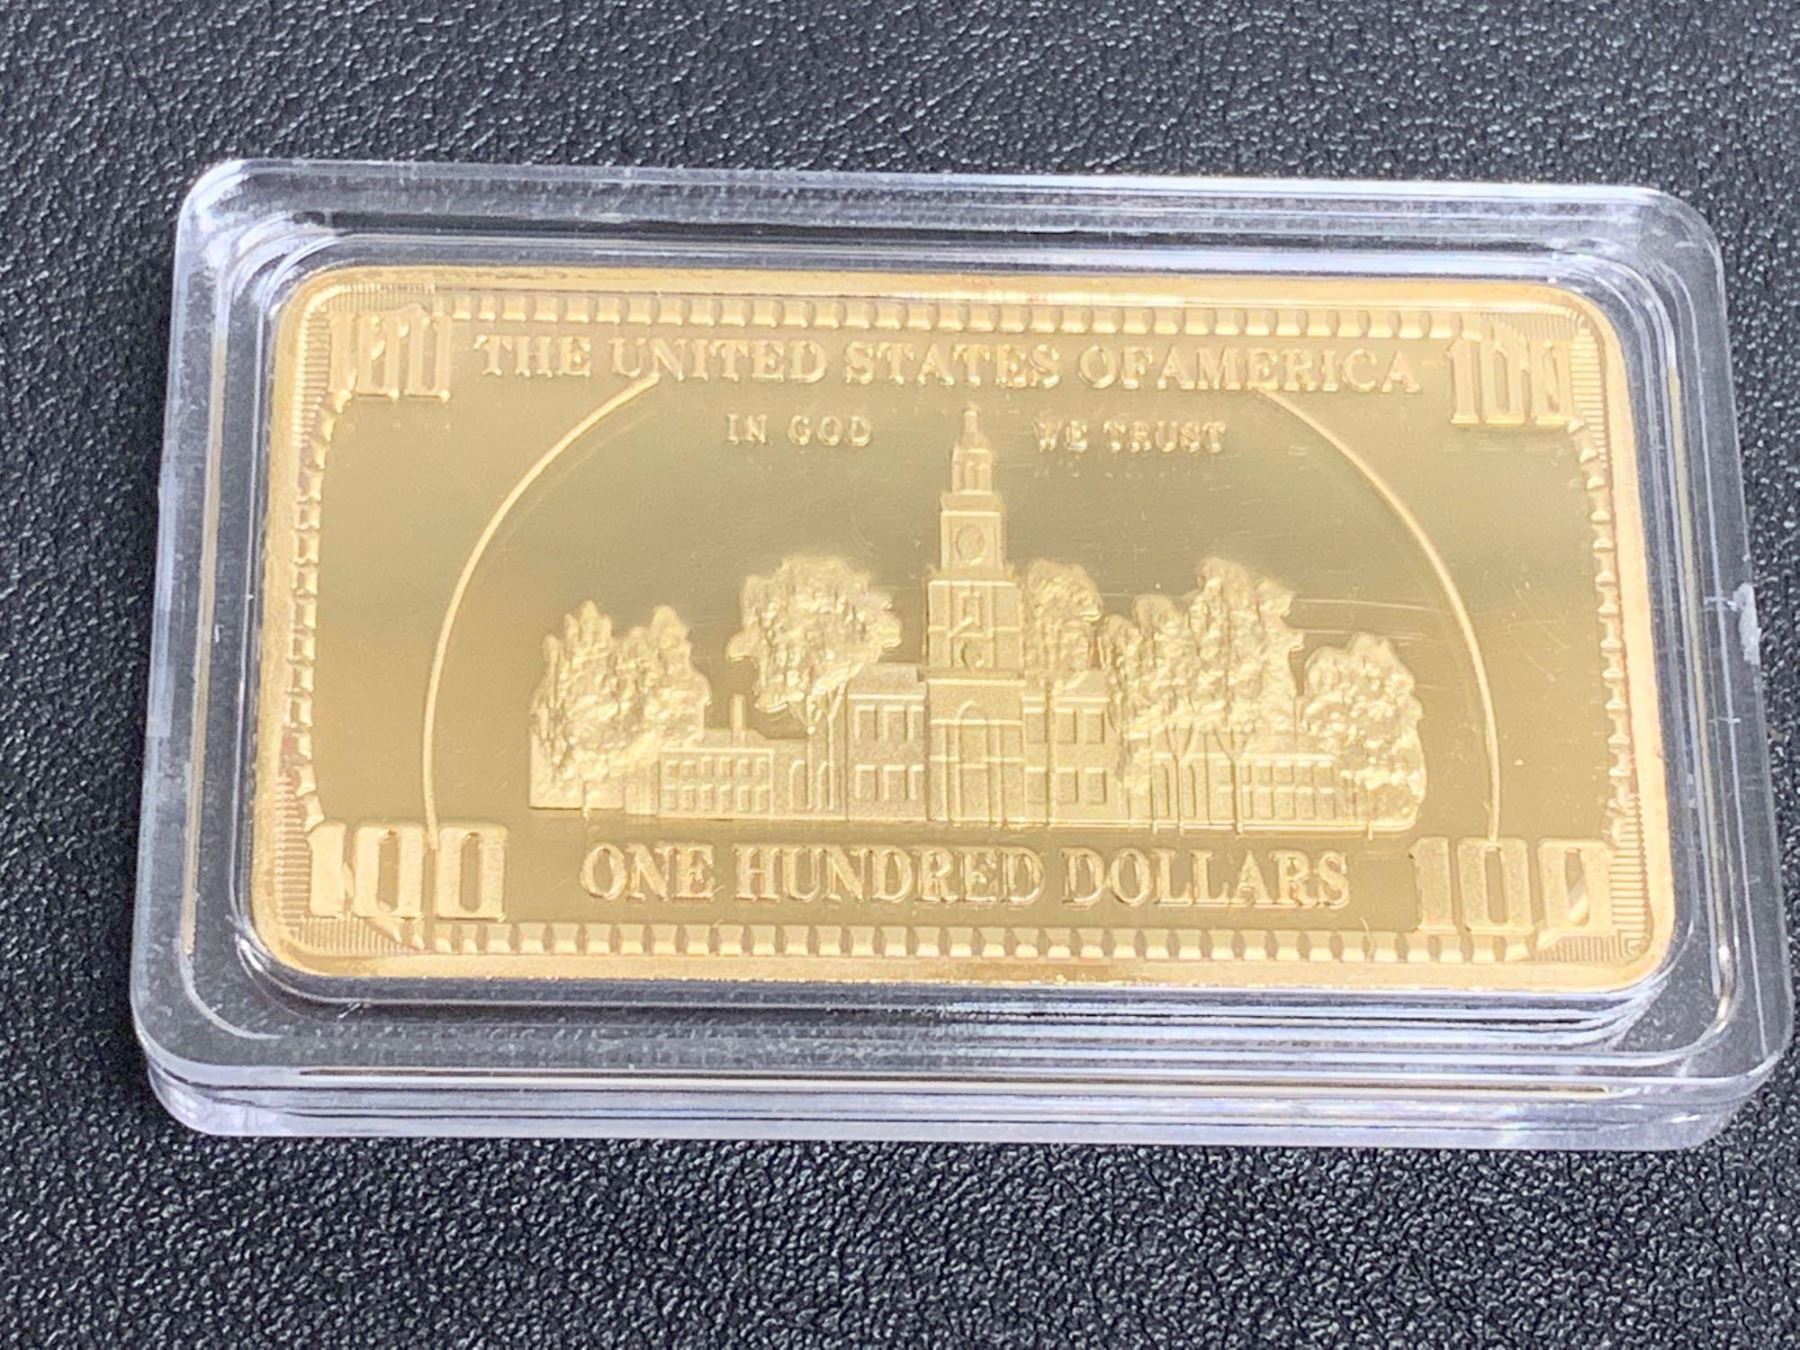 100 THE UNITED STATES OFAMERICA 100
IN GOD WE TRUST
100 ONE HUNDRED DOLLARS 100